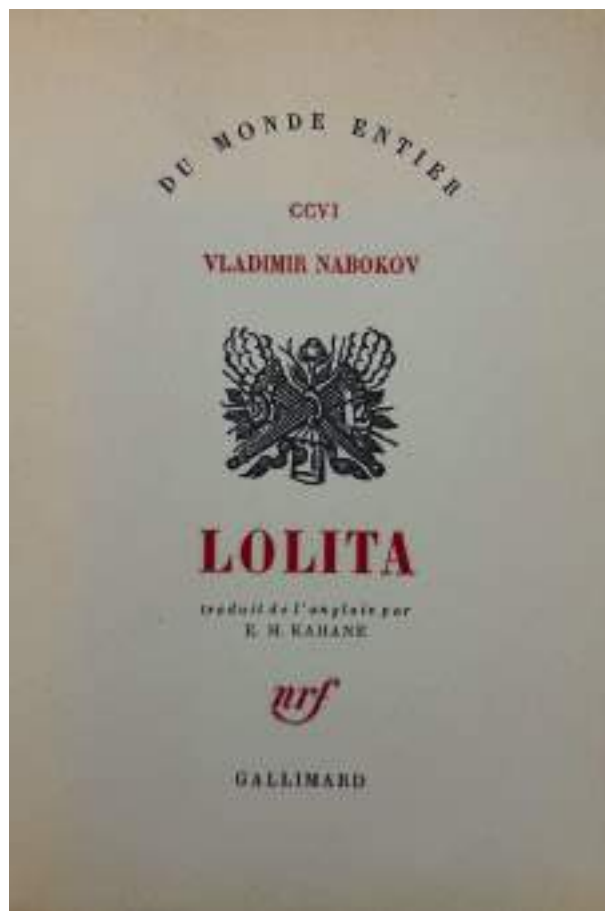 DU MONDE ENTIER
CCVI
VLADIMIR NABOKOV
LOLITA
traduit de l'anglais par
E. H. KAHANE
nrf
GALLIMARD